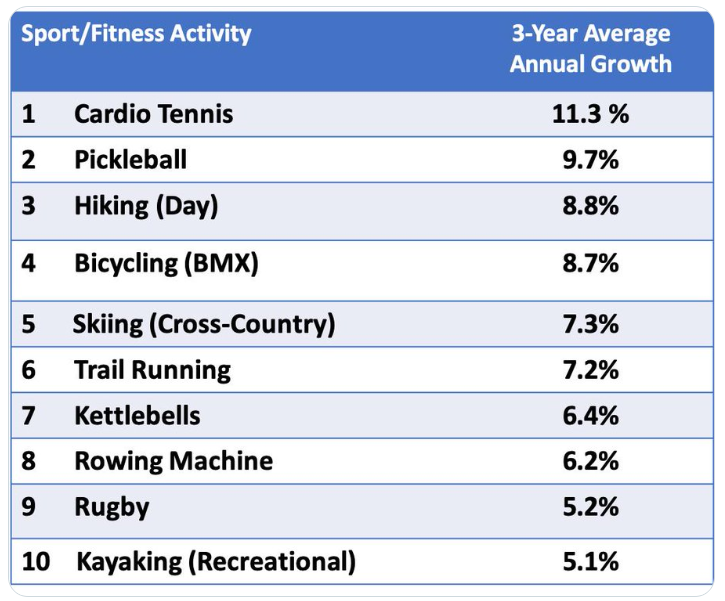 Sport/Fitness Activity 3-Year Average
Annual Growth
1 Cardio Tennis 11.3 %
2 Pickleball 9.7%
3 Hiking (Day) 8.8%
4 Bicycling (BMX) 8.7%
5 Skiing (Cross-Country) 7.3%
6 Trail Running 7.2%
7 Kettlebells 6.4%
8 Rowing Machine 6.2%
9 Rugby 5.2%
10 Kayaking (Recreational) 5.1%